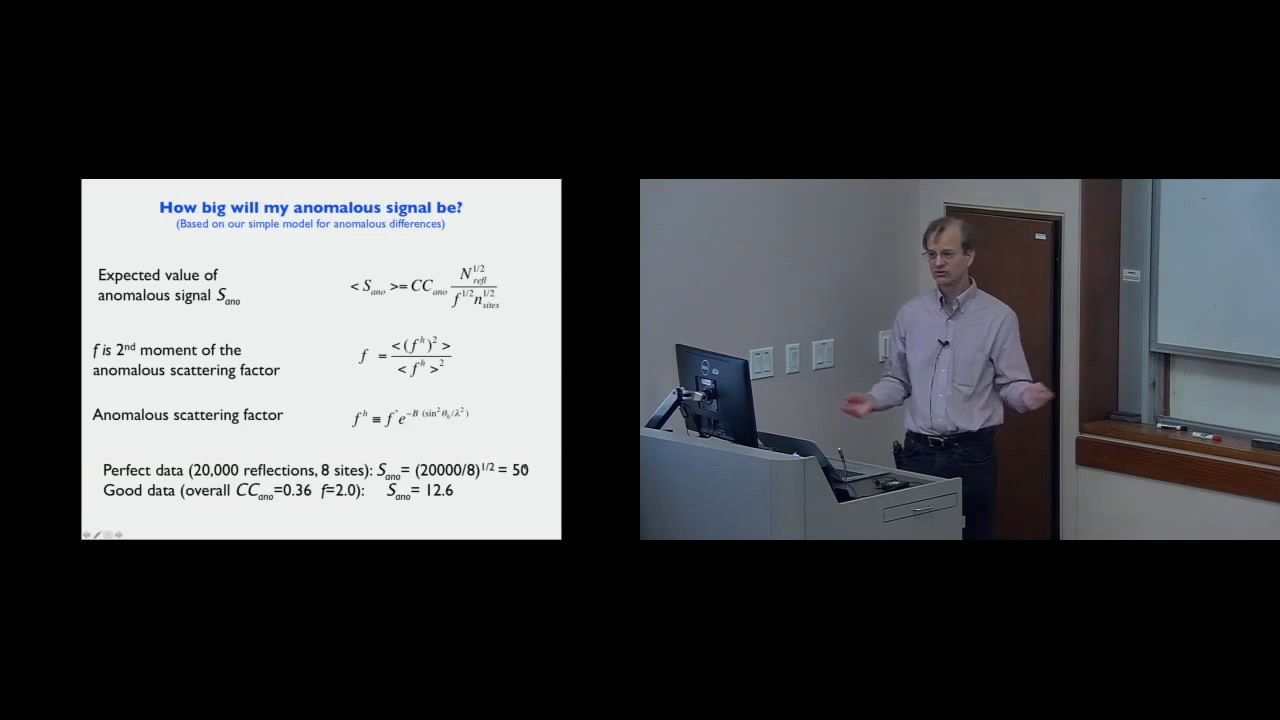 How big will my anomalous signal be?
(Based on our simple model for anomalous differences)
Expected value of
anomalous signal S_ano
< S_ano >= CC_ano N_refl^1/2 / f^1/2 n_sites^1/2
f is 2nd moment of the
anomalous scattering factor
f = < (f^h)^2 > / < f^h >^2
Anomalous scattering factor
f^h ≡ f" e^-B (sin^2 θ_h/λ^2)
Perfect data (20,000 reflections, 8 sites): S_ano= (20000/8)^1/2 = 50
Good data (overall CC_ano=0.36 f=2.0): S_ano= 12.6
DELL